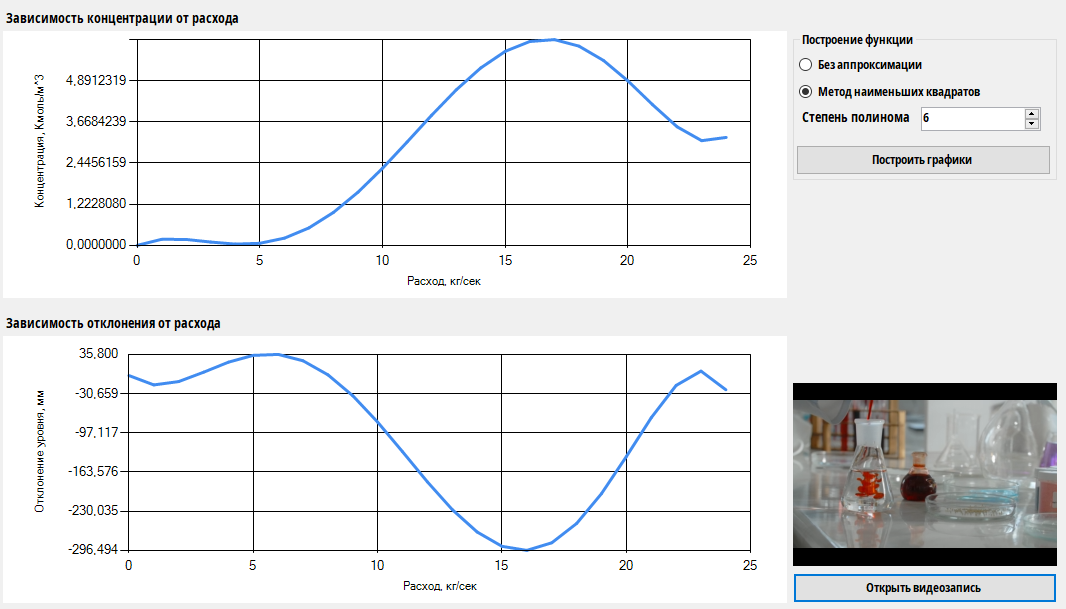 Зависимость концентрации от расхода
Концентрация, Кмоль/м^3
4,8912319
3,6684239
2,4456159
1,2228080
0,0000000
0 5 10 15 20 25
Расход, кг/сек
Построение функции
Без аппроксимации
Метод наименьших квадратов
Степень полинома 6
Построить графики
Зависимость отклонения от расхода
Отклонение уровня, мм
35,800
-30,659
-97,117
-163,576
-230,035
-296,494
0 5 10 15 20 25
Расход, кг/сек
Открыть видеозапись